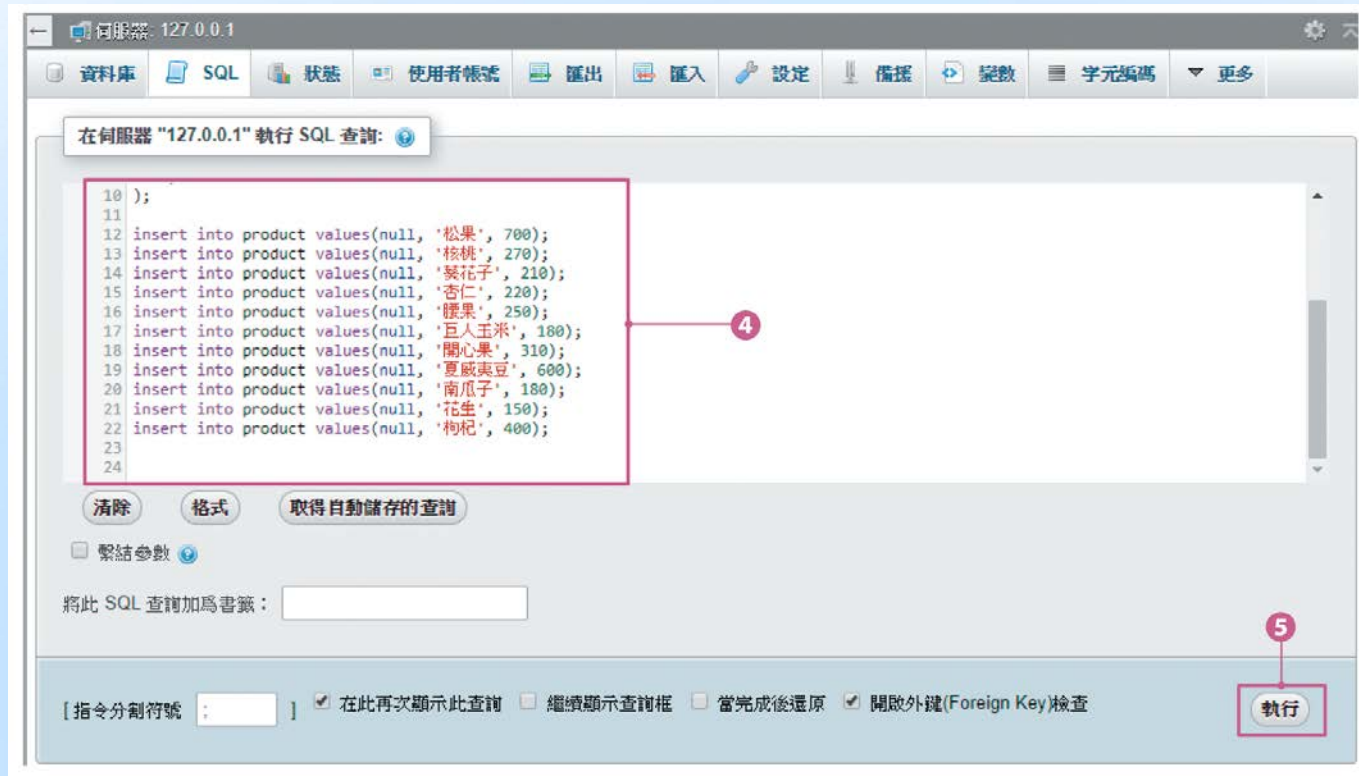 伺服器: 127.0.0.1
資料庫 SQL 狀態 使用者帳號 匯出 匯入 設定 備援 變數 字元編碼 更多
在伺服器 "127.0.0.1" 執行 SQL 查詢:
10 );
11
12 insert into product values(null, '松果', 700);
13 insert into product values(null, '核桃', 270);
14 insert into product values(null, '葵花子', 210);
15 insert into product values(null, '杏仁', 220);
16 insert into product values(null, '腰果', 250);
17 insert into product values(null, '巨人玉米', 180);
18 insert into product values(null, '開心果', 310);
19 insert into product values(null, '夏威夷豆', 600);
20 insert into product values(null, '南瓜子', 180);
21 insert into product values(null, '花生', 150);
22 insert into product values(null, '枸杞', 400);
23
24
4
清除 格式 取得自動儲存的查詢
繫結參數
將此 SQL 查詢加為書籤：
5
[ 指令分割符號 ; ] 在此再次顯示此查詢 繼續顯示查詢框 當完成後還原 開啟外鍵(Foreign Key)檢查 執行